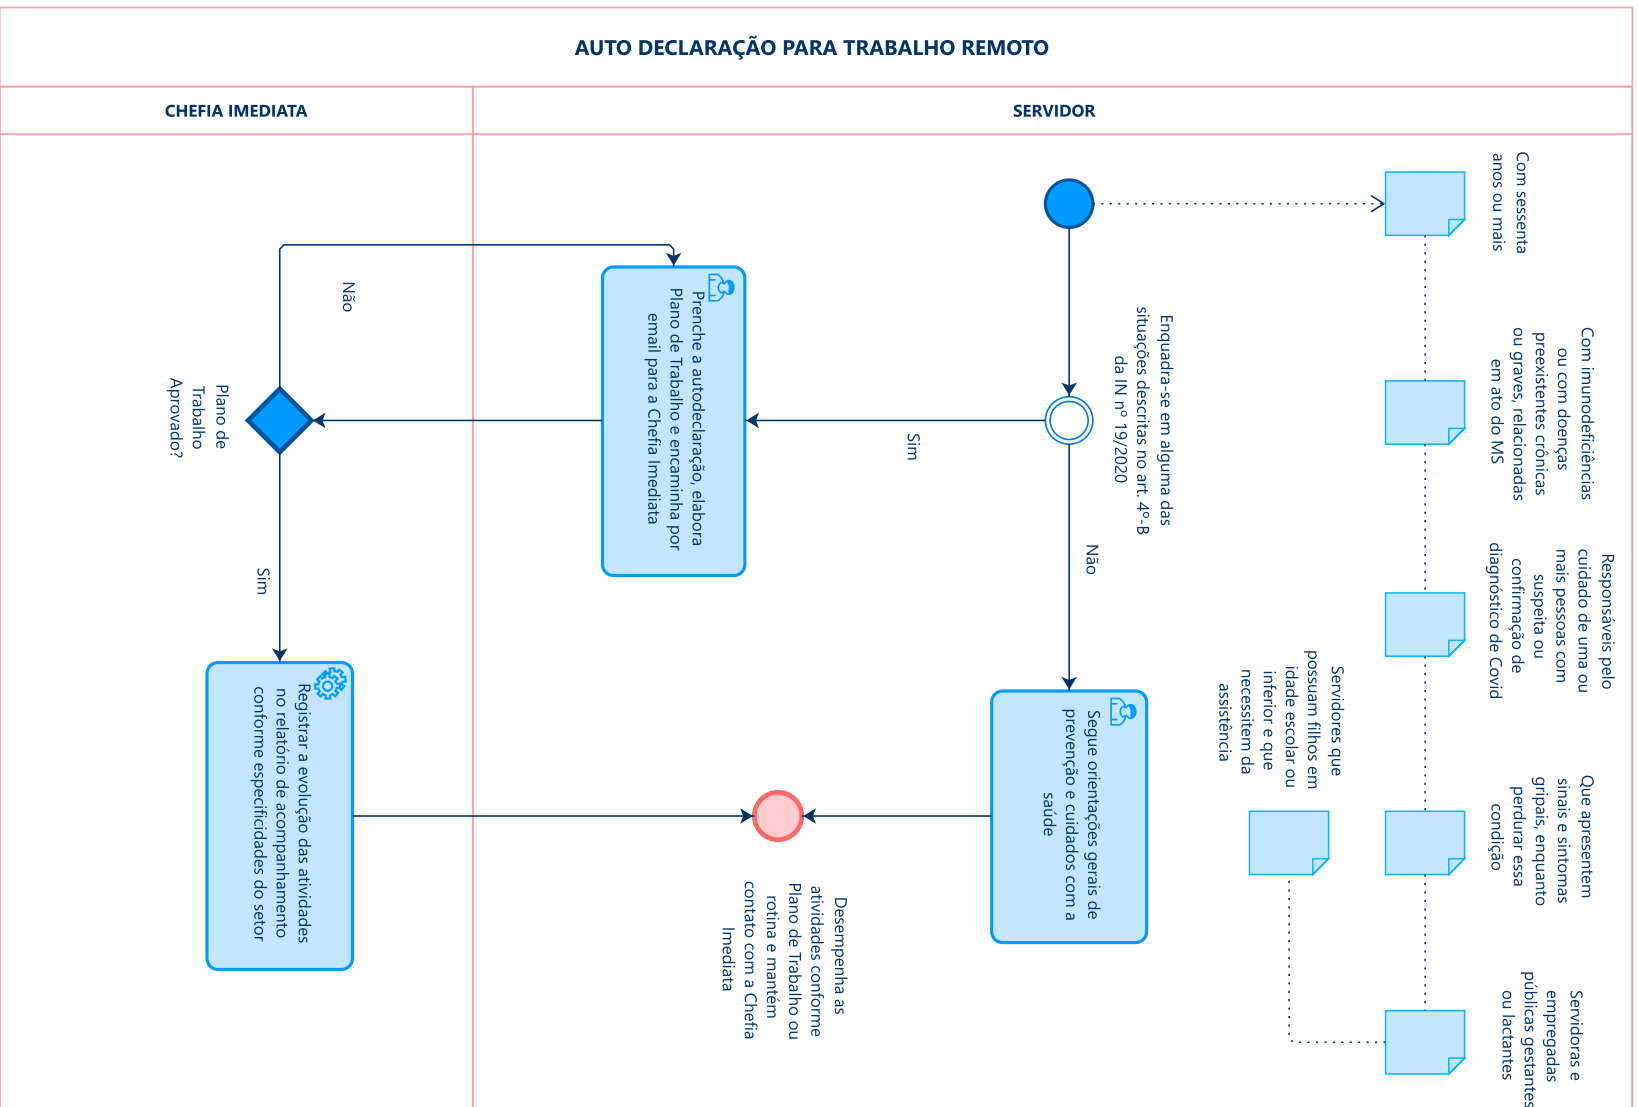 AUTO DECLARAÇÃO PARA TRABALHO REMOTO
CHEFIA IMEDIATA
SERVIDOR
Com sessenta
anos ou mais
Com imunodeficiências
ou com doenças
preexistentes crônicas
ou graves, relacionadas
em ato do MS
Responsáveis pelo
cuidado de uma ou
mais pessoas com
suspeita ou
confirmação de
diagnóstico de Covid
Que apresentem
sinais e sintomas
gripais, enquanto
perdurar essa
condição
Servidoras e
empregadas
públicas gestantes
ou lactantes
Servidores que
possuam filhos em
idade escolar ou
inferior e que
necessitem da
assistência
Enquadra-se em alguma das
situações descritas no art. 4º-B
da IN nº 19/2020
Não
Segue orientações gerais de
prevenção e cuidados com a
saúde
Sim
Prenche a autodeclaração, elabora
Plano de Trabalho e encaminha por
email para a Chefia Imediata
Desempenha as
atividades conforme
Plano de Trabalho ou
rotina e mantém
contato com a Chefia
Imediata
Não
Plano de
Trabalho
Aprovado?
Sim
Registrar a evolução das atividades
no relatório de acompanhamento
conforme especificidades do setor